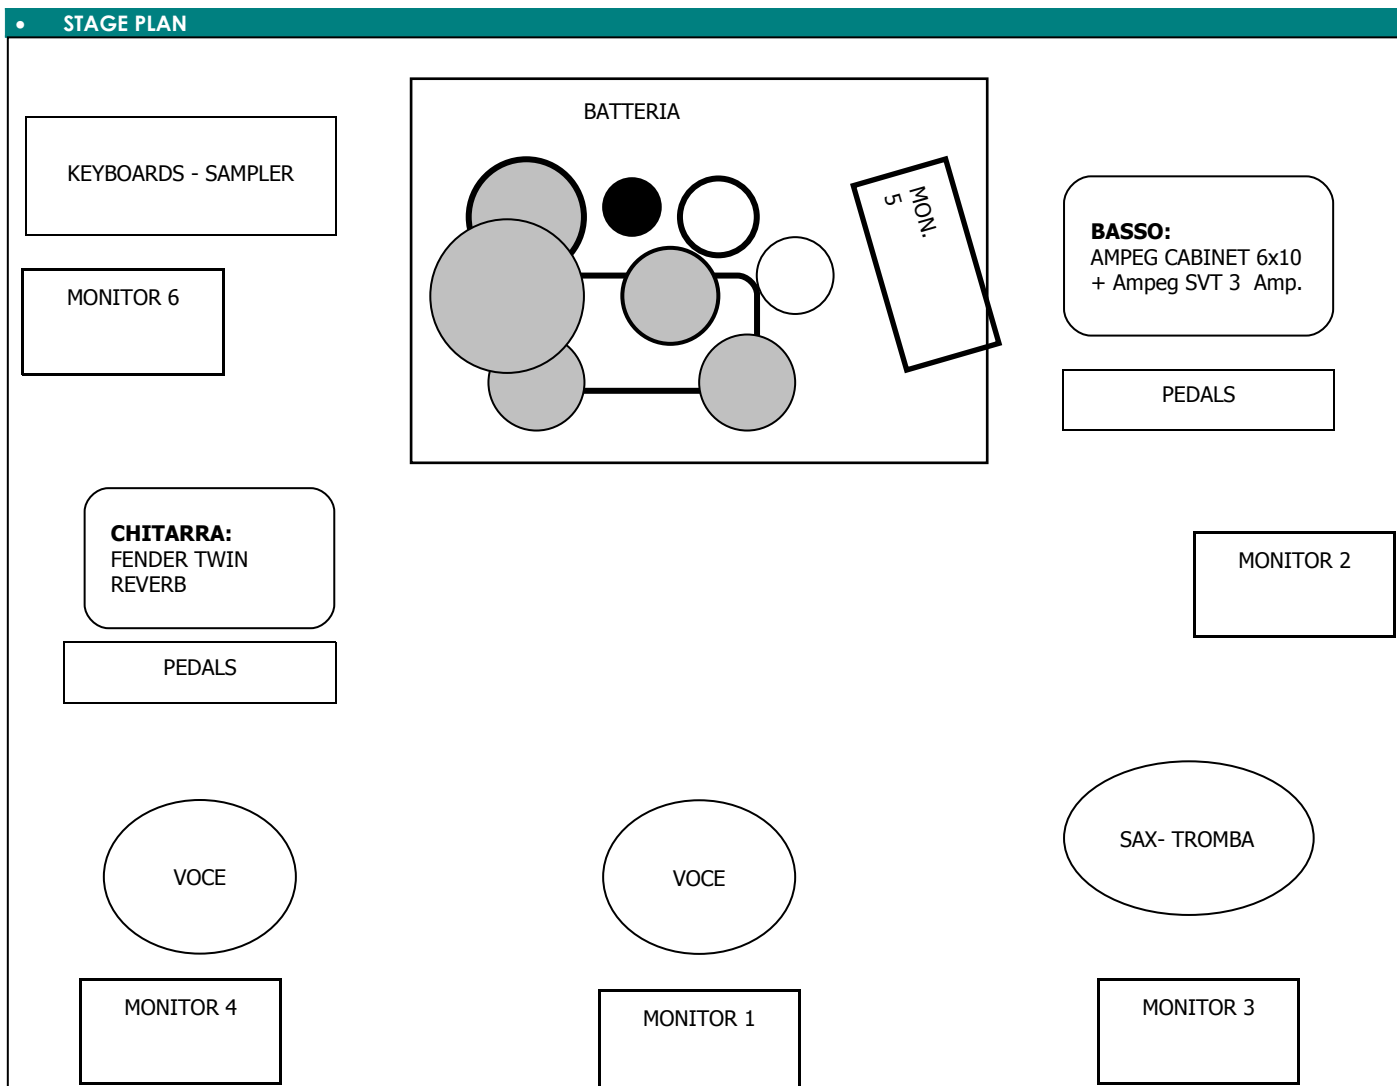 • STAGE PLAN
BATTERIA
KEYBOARDS - SAMPLER
MON.
5
BASSO:
AMPEG CABINET 6x10
+ Ampeg SVT 3 Amp.
MONITOR 6
PEDALS
CHITARRA:
FENDER TWIN
REVERB
MONITOR 2
PEDALS
VOCE
VOCE
SAX- TROMBA
MONITOR 4
MONITOR 1
MONITOR 3